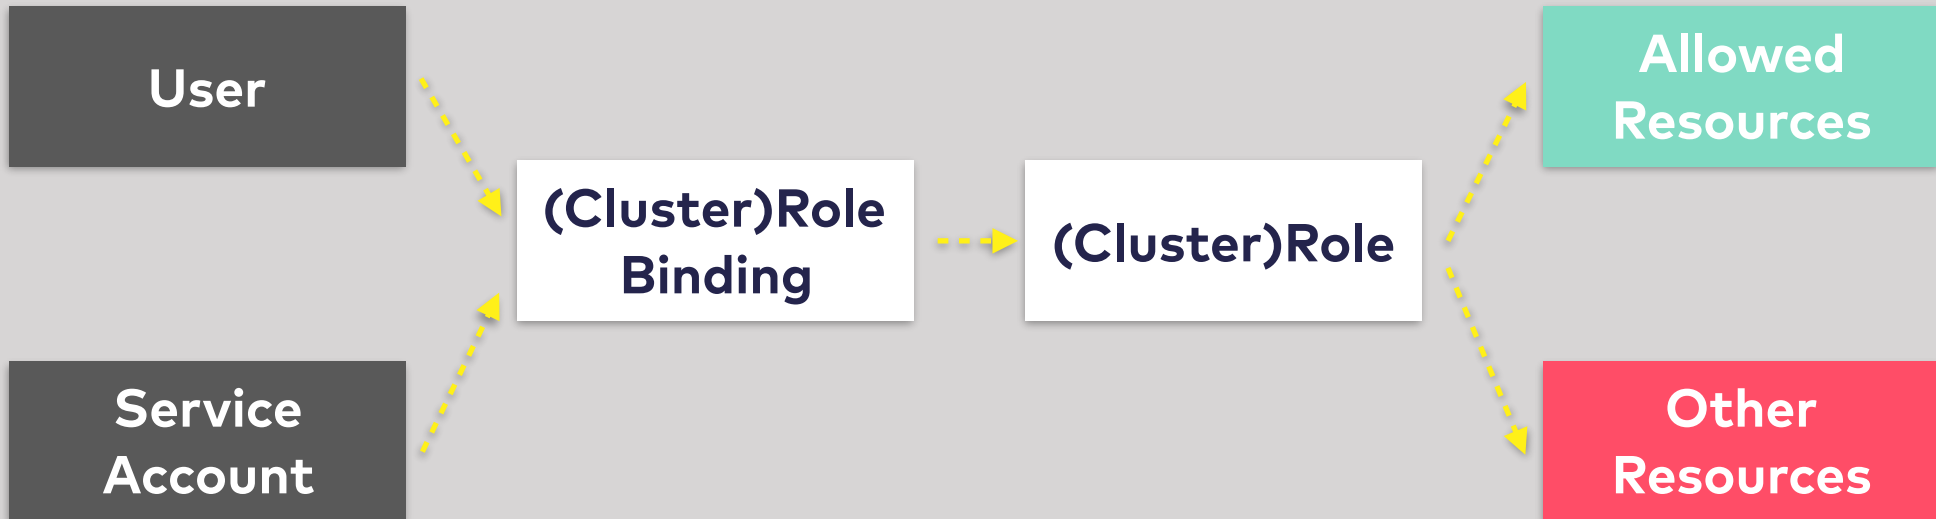 User
Service
Account
(Cluster)Role
Binding
(Cluster)Role
Allowed
Resources
Other
Resources